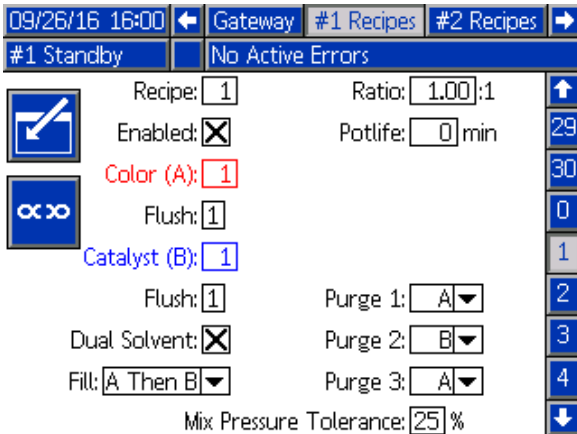 09/26/16 16:00 Gateway #1 Recipes #2 Recipes
#1 Standby No Active Errors
Recipe: 1 Ratio: 1.00:1
29
Enabled: Potlife: 0 min
30
Color (A): 1
0
Flush: 1
1
Catalyst (B): 1
2
Flush: 1 Purge 1: A
3
Dual Solvent: Purge 2: B
4
Fill: A Then B Purge 3: A
Mix Pressure Tolerance: 25 %